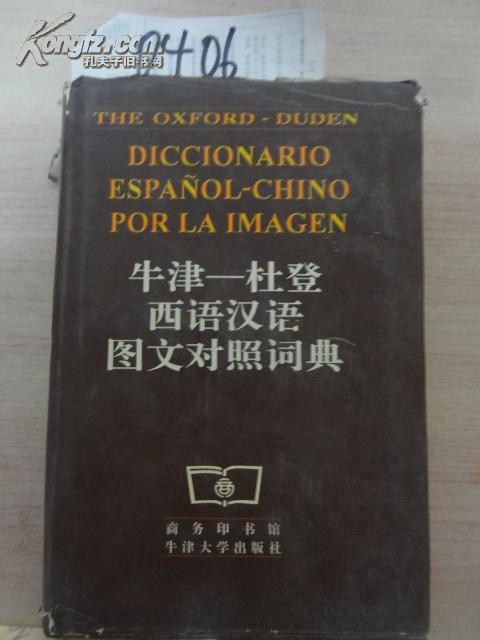 Kongfz.com
孔夫子旧书网
THE OXFORD - DUDEN
DICCIONARIO
ESPAÑOL-CHINO
POR LA IMAGEN
牛津—杜登
西语汉语
图文对照词典
商务印书馆
牛津大学出版社